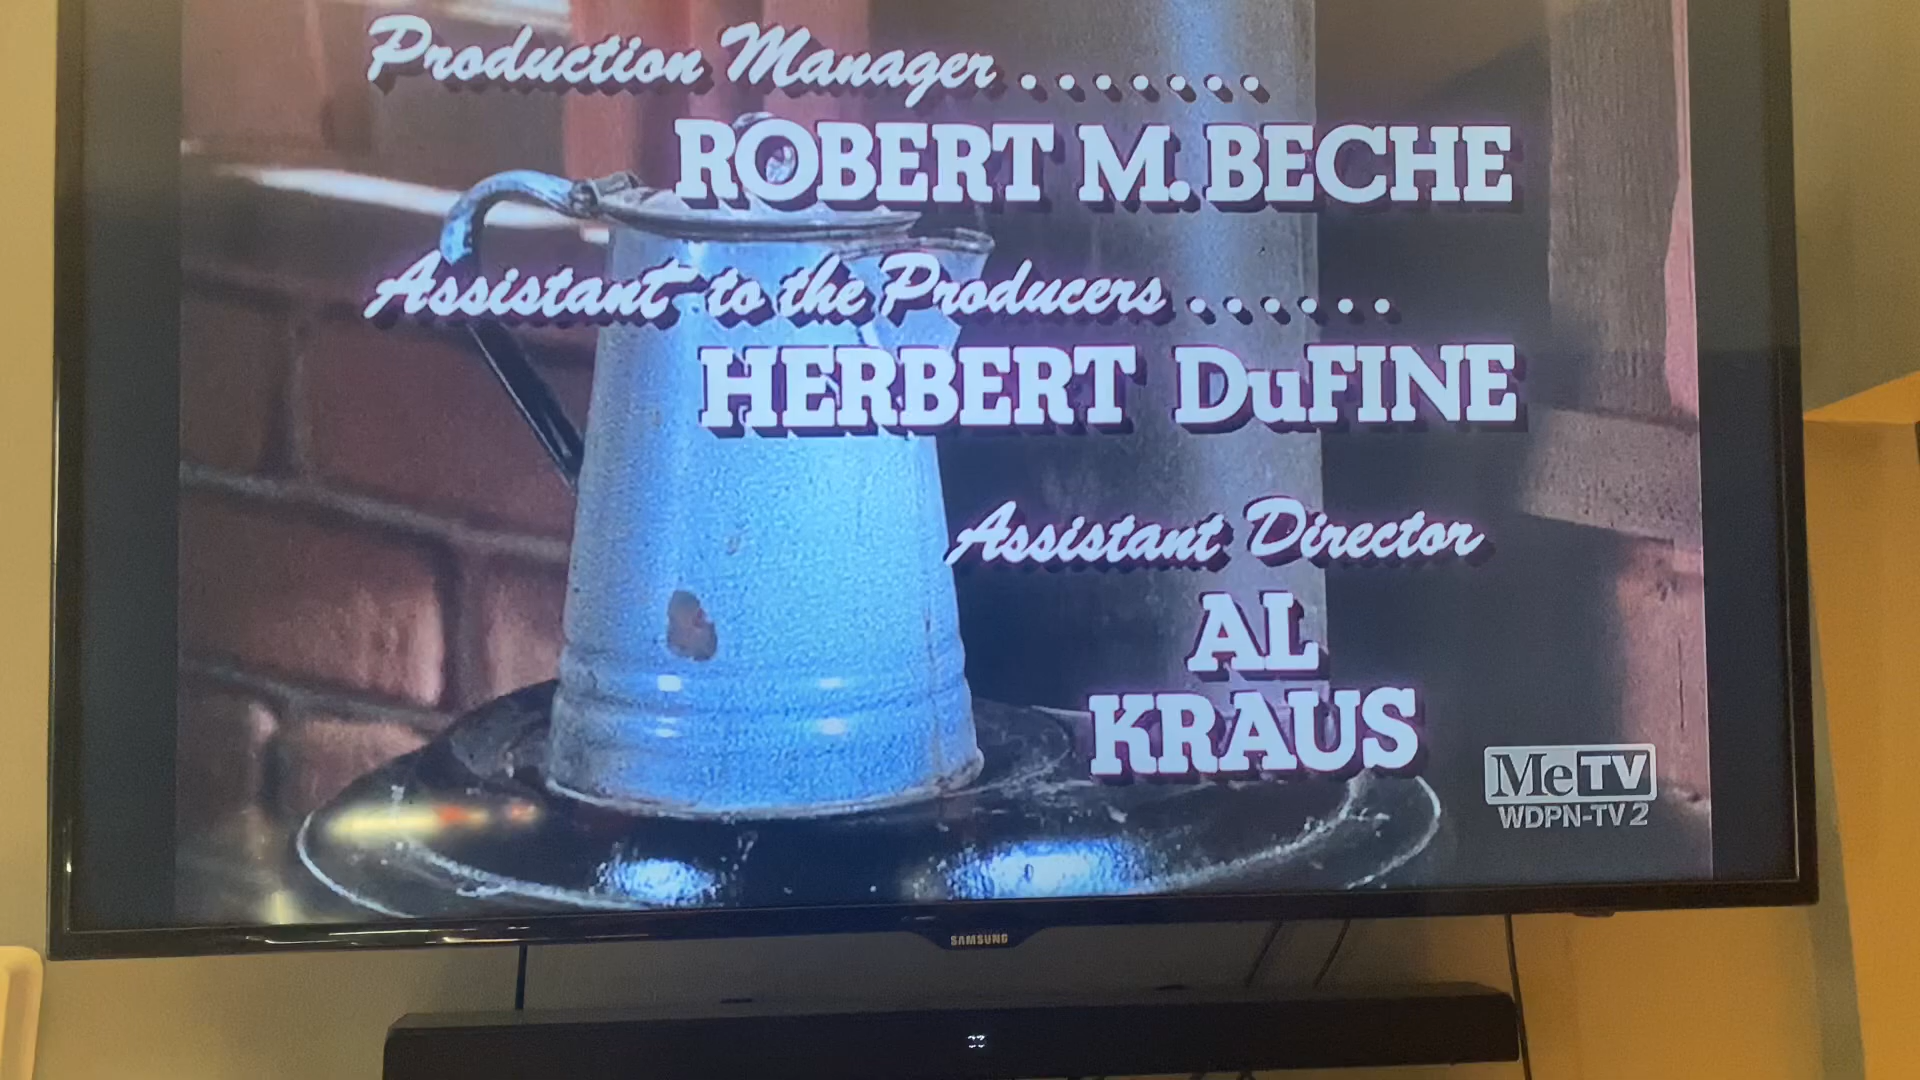 Production Manager .......
ROBERT M. BECHE
Assistant to the Producers ......
HERBERT DuFINE
Assistant Director
AL
KRAUS
MeTV
WDPN-TV 2
SAMSUNG